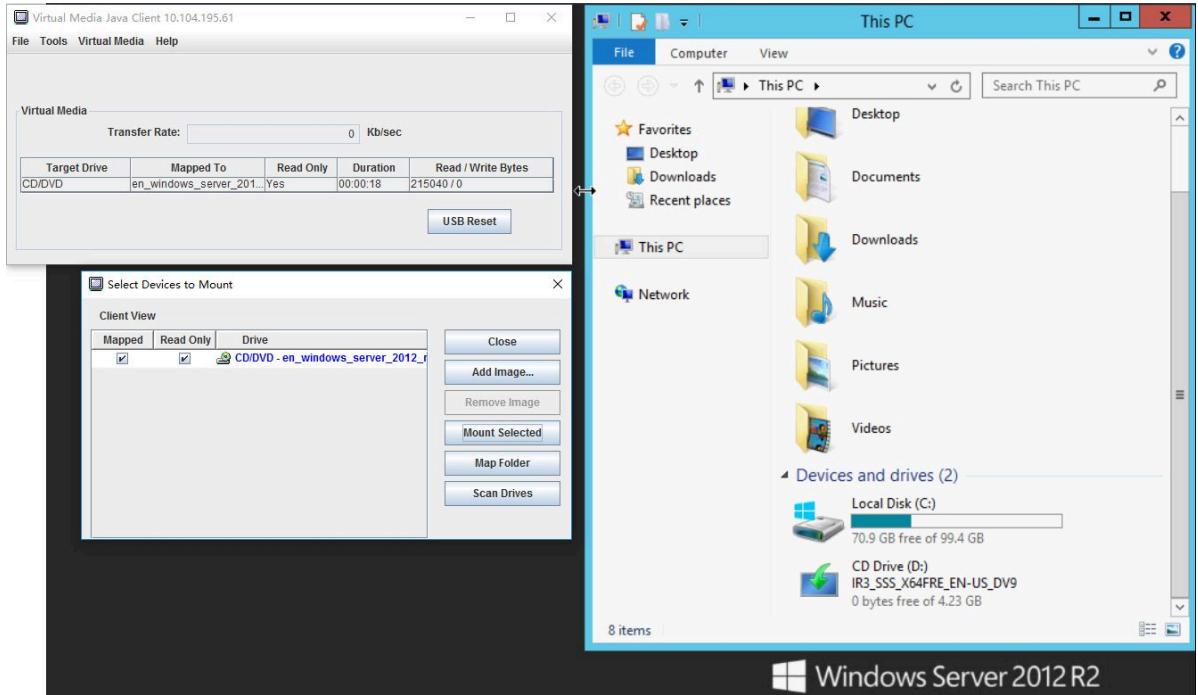 Virtual Media Java Client 10.104.195.61
File Tools Virtual Media Help
Virtual Media
Transfer Rate: 0 Kb/sec
Target Drive Mapped To Read Only Duration Read / Write Bytes
CD/DVD en_windows_server_201... Yes 00:00:18 215040 / 0
USB Reset
Select Devices to Mount
Client View
Mapped Read Only Drive
CD/DVD - en_windows_server_2012_r
Close
Add Image...
Remove Image
Mount Selected
Map Folder
Scan Drives
This PC
File Computer View
This PC
Search This PC
Favorites
Desktop
Downloads
Recent places
This PC
Network
Desktop
Documents
Downloads
Music
Pictures
Videos
Devices and drives (2)
Local Disk (C:)
70.9 GB free of 99.4 GB
CD Drive (D:)
IR3_SSS_X64FRE_EN-US_DV9
0 bytes free of 4.23 GB
8 items
Windows Server 2012 R2